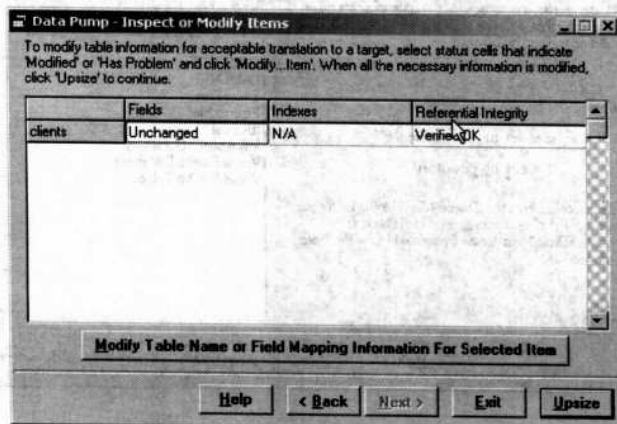 Data Pump - Inspect or Modify Items
To modify table information for acceptable translation to a target, select status cells that indicate
'Modified' or 'Has Problem' and click 'Modify...Item'. When all the necessary information is modified,
click 'Upsize' to continue.
Fields Indexes Referential Integrity
clients Unchanged N/A Verified OK
Modify Table Name or Field Mapping Information For Selected Item
Help < Back Next > Exit Upsize